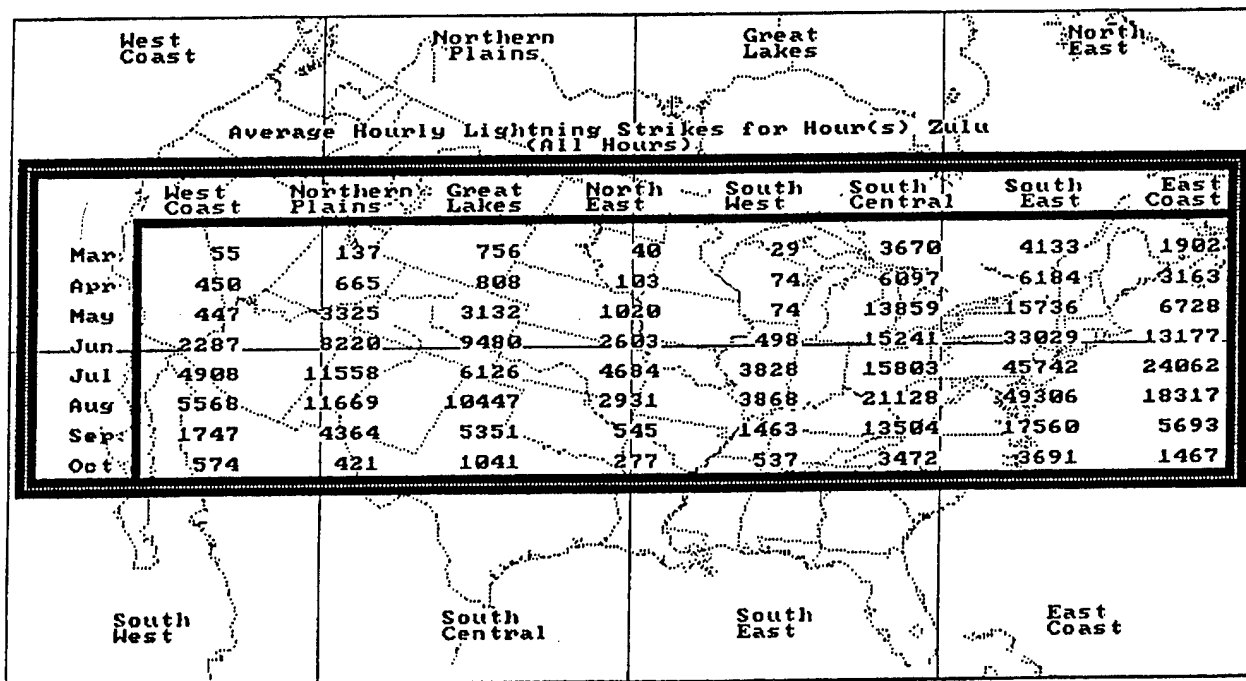 West Northern Great North
Coast Plains Lakes East
Average Hourly Lightning Strikes for Hour(s) Zulu
(All Hours)
West Northern Great North South South South East
Coast Plains Lakes East West Central East Coast
Mar 55 137 756 40 29 3670 4133 1902
Apr 450 665 808 103 74 6097 6184 3163
May 447 3325 3132 1020 74 13859 15736 6728
Jun 2287 8220 9480 2603 498 15241 33029 13177
Jul 4908 11558 6126 4684 3828 15803 45742 24062
Aug 5568 11669 10447 2931 3868 21128 49306 18317
Sep 1747 4364 5351 545 1463 13504 17560 5693
Oct 574 421 1041 277 537 3472 3691 1467
South South South East
West Central East Coast